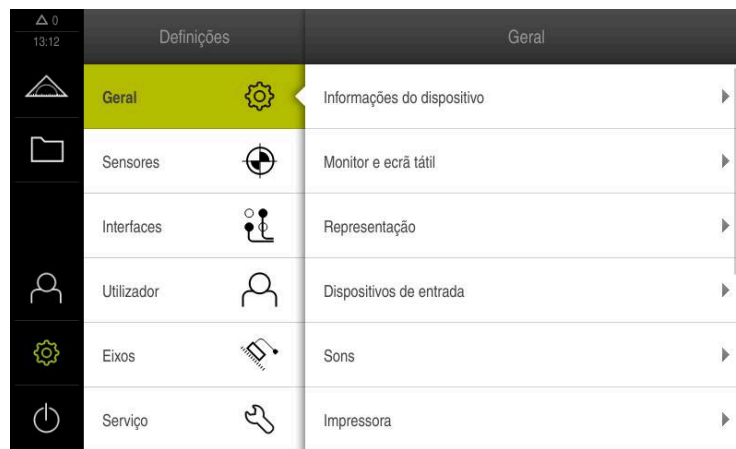 0
13:12
Definições
Geral
Geral
Sensores
Interfaces
Utilizador
Eixos
Serviço
Informações do dispositivo
Monitor e ecrã tátil
Representação
Dispositivos de entrada
Sons
Impressora